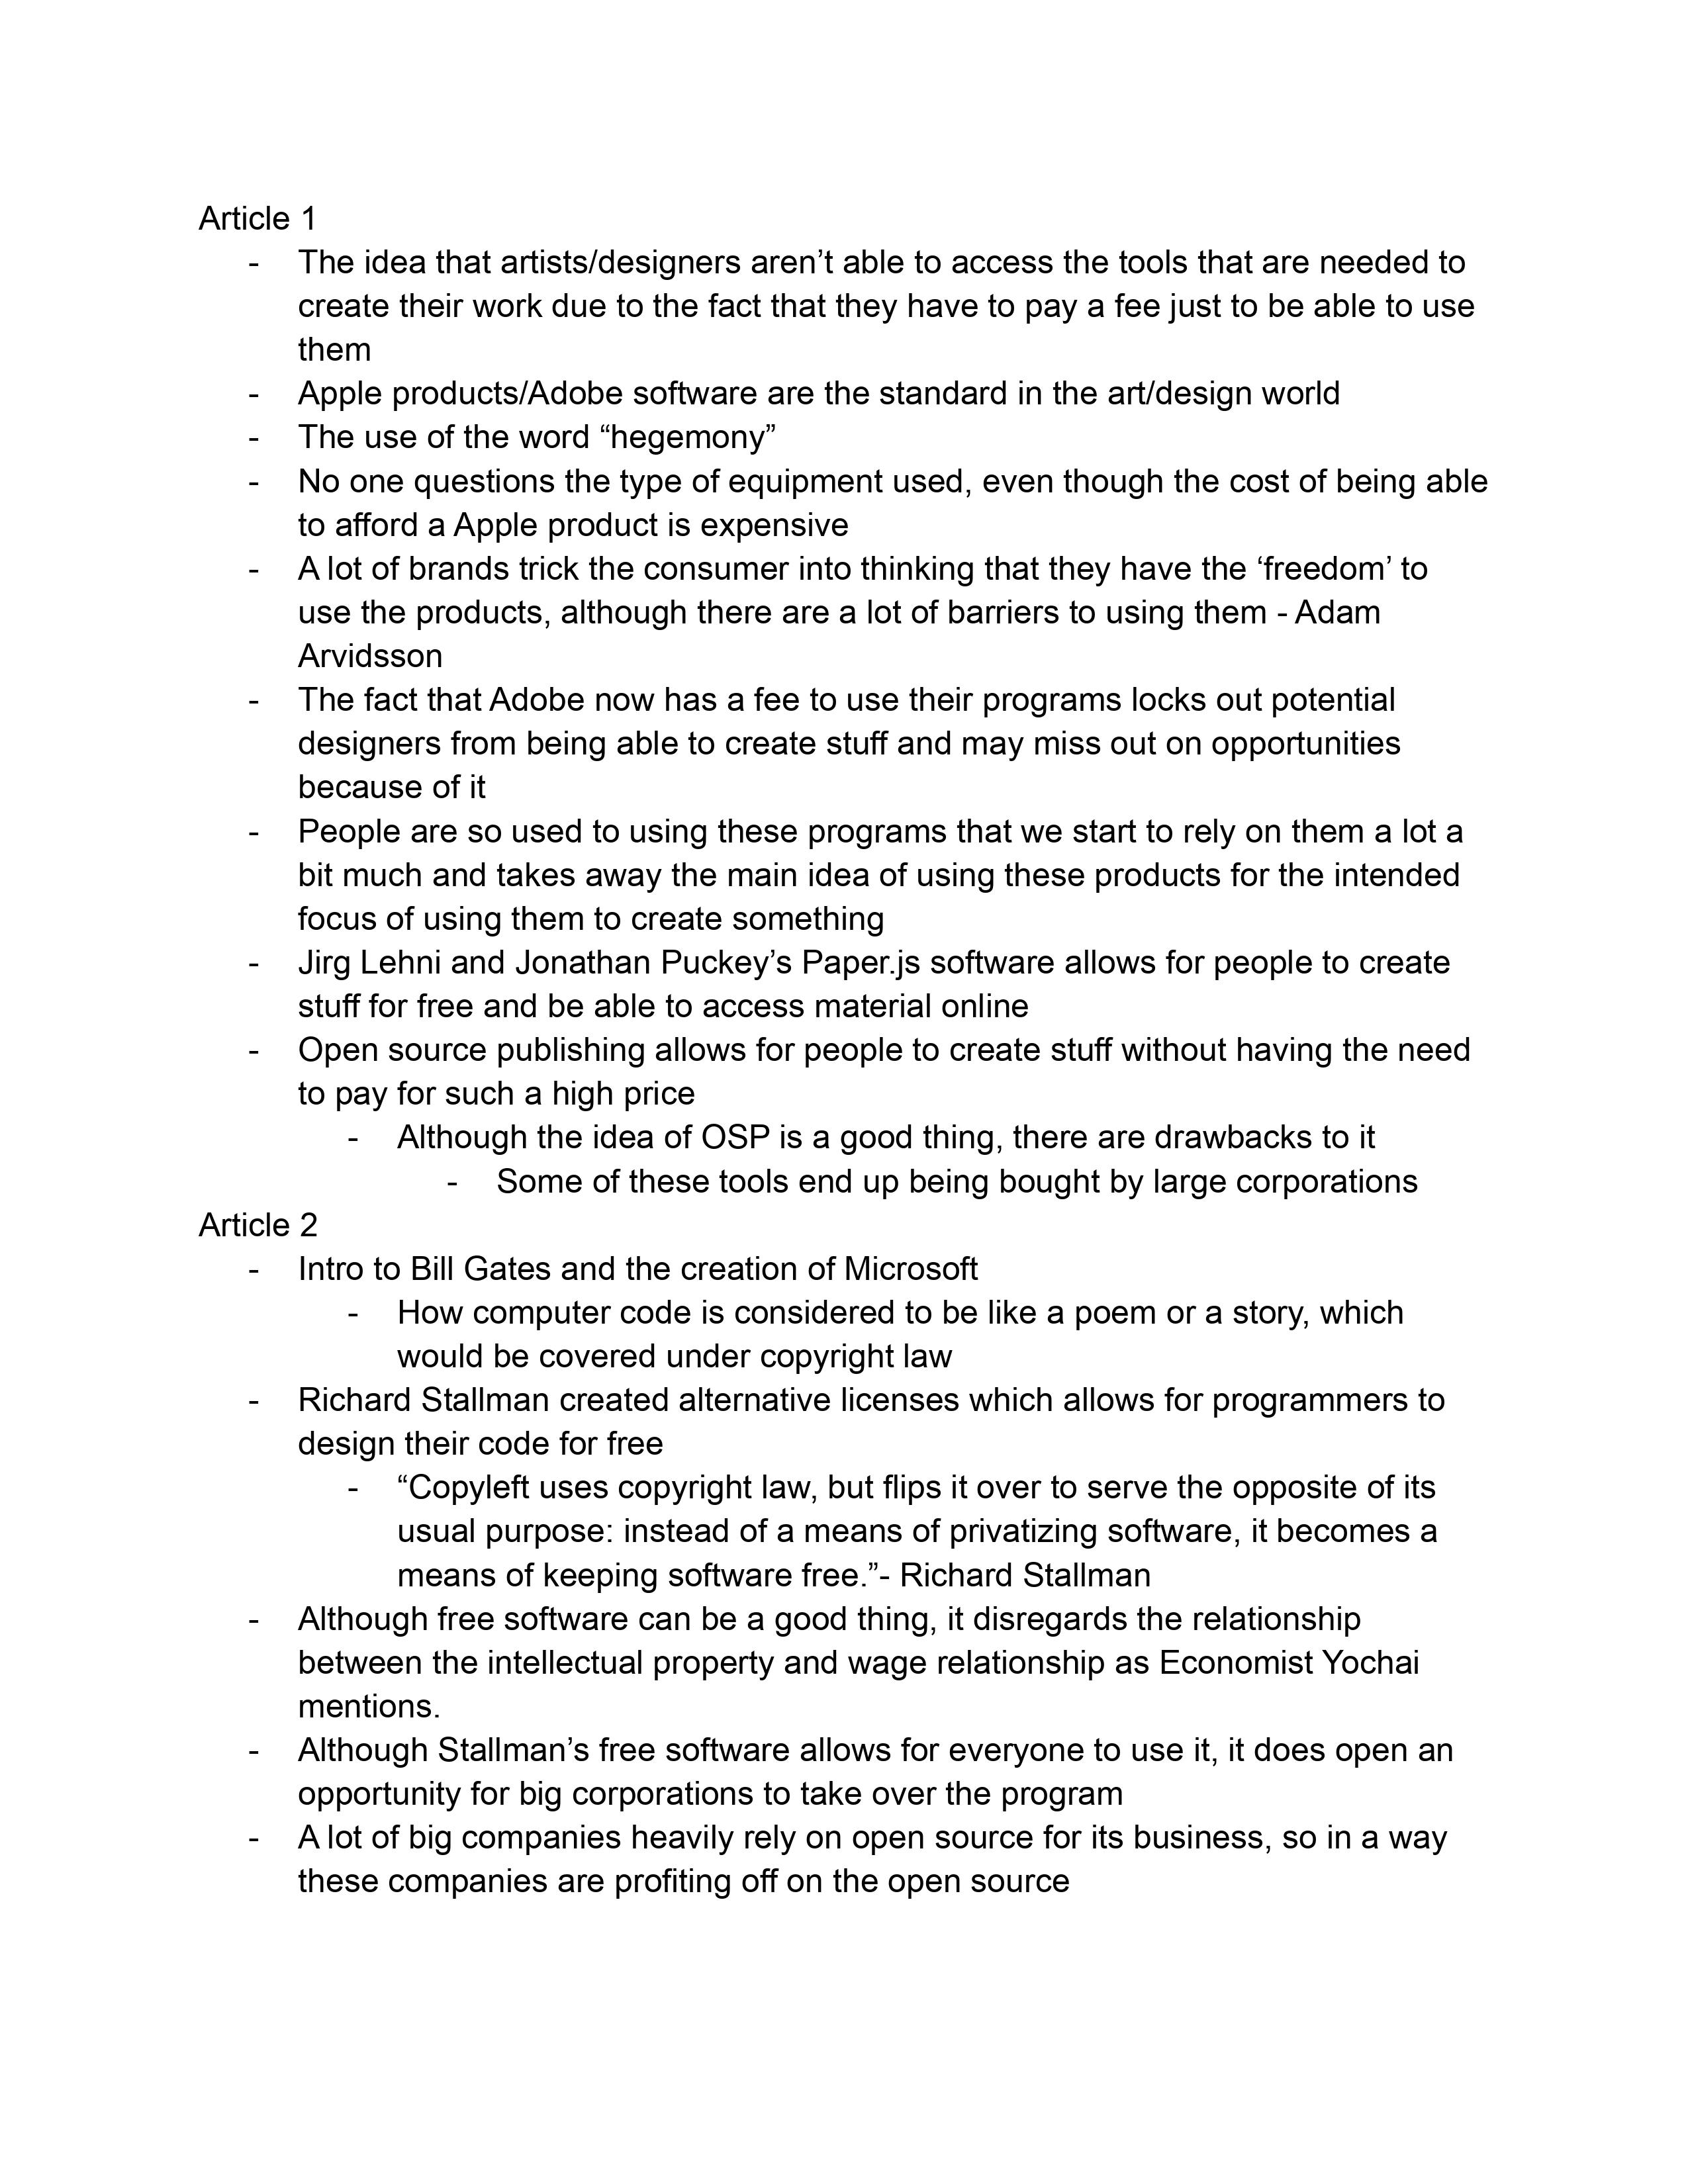 Article 1
- The idea that artists/designers aren’t able to access the tools that are needed to
create their work due to the fact that they have to pay a fee just to be able to use
them
- Apple products/Adobe software are the standard in the art/design world
- The use of the word “hegemony”
- No one questions the type of equipment used, even though the cost of being able
to afford a Apple product is expensive
- A lot of brands trick the consumer into thinking that they have the ‘freedom’ to
use the products, although there are a lot of barriers to using them - Adam
Arvidsson
- The fact that Adobe now has a fee to use their programs locks out potential
designers from being able to create stuff and may miss out on opportunities
because of it
- People are so used to using these programs that we start to rely on them a lot a
bit much and takes away the main idea of using these products for the intended
focus of using them to create something
- Jirg Lehni and Jonathan Puckey’s Paper.js software allows for people to create
stuff for free and be able to access material online
- Open source publishing allows for people to create stuff without having the need
to pay for such a high price
- Although the idea of OSP is a good thing, there are drawbacks to it
- Some of these tools end up being bought by large corporations
Article 2
- Intro to Bill Gates and the creation of Microsoft
- How computer code is considered to be like a poem or a story, which
would be covered under copyright law
- Richard Stallman created alternative licenses which allows for programmers to
design their code for free
- “Copyleft uses copyright law, but flips it over to serve the opposite of its
usual purpose: instead of a means of privatizing software, it becomes a
means of keeping software free.”- Richard Stallman
- Although free software can be a good thing, it disregards the relationship
between the intellectual property and wage relationship as Economist Yochai
mentions.
- Although Stallman’s free software allows for everyone to use it, it does open an
opportunity for big corporations to take over the program
- A lot of big companies heavily rely on open source for its business, so in a way
these companies are profiting off on the open source